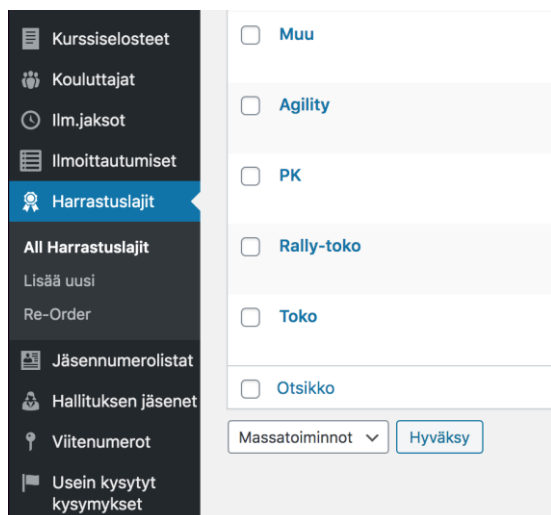 Kurssiselosteet
Kouluttajat
Ilm.jaksot
Ilmoittautumiset
Harrastuslajit
All Harrastuslajit
Lisää uusi
Re-Order
Jäsennumerolistat
Hallituksen jäsenet
Viitenumerot
Usein kysytyt
kysymykset
Muu
Agility
PK
Rally-toko
Toko
Otsikko
Massatoiminnot
Hyväksy